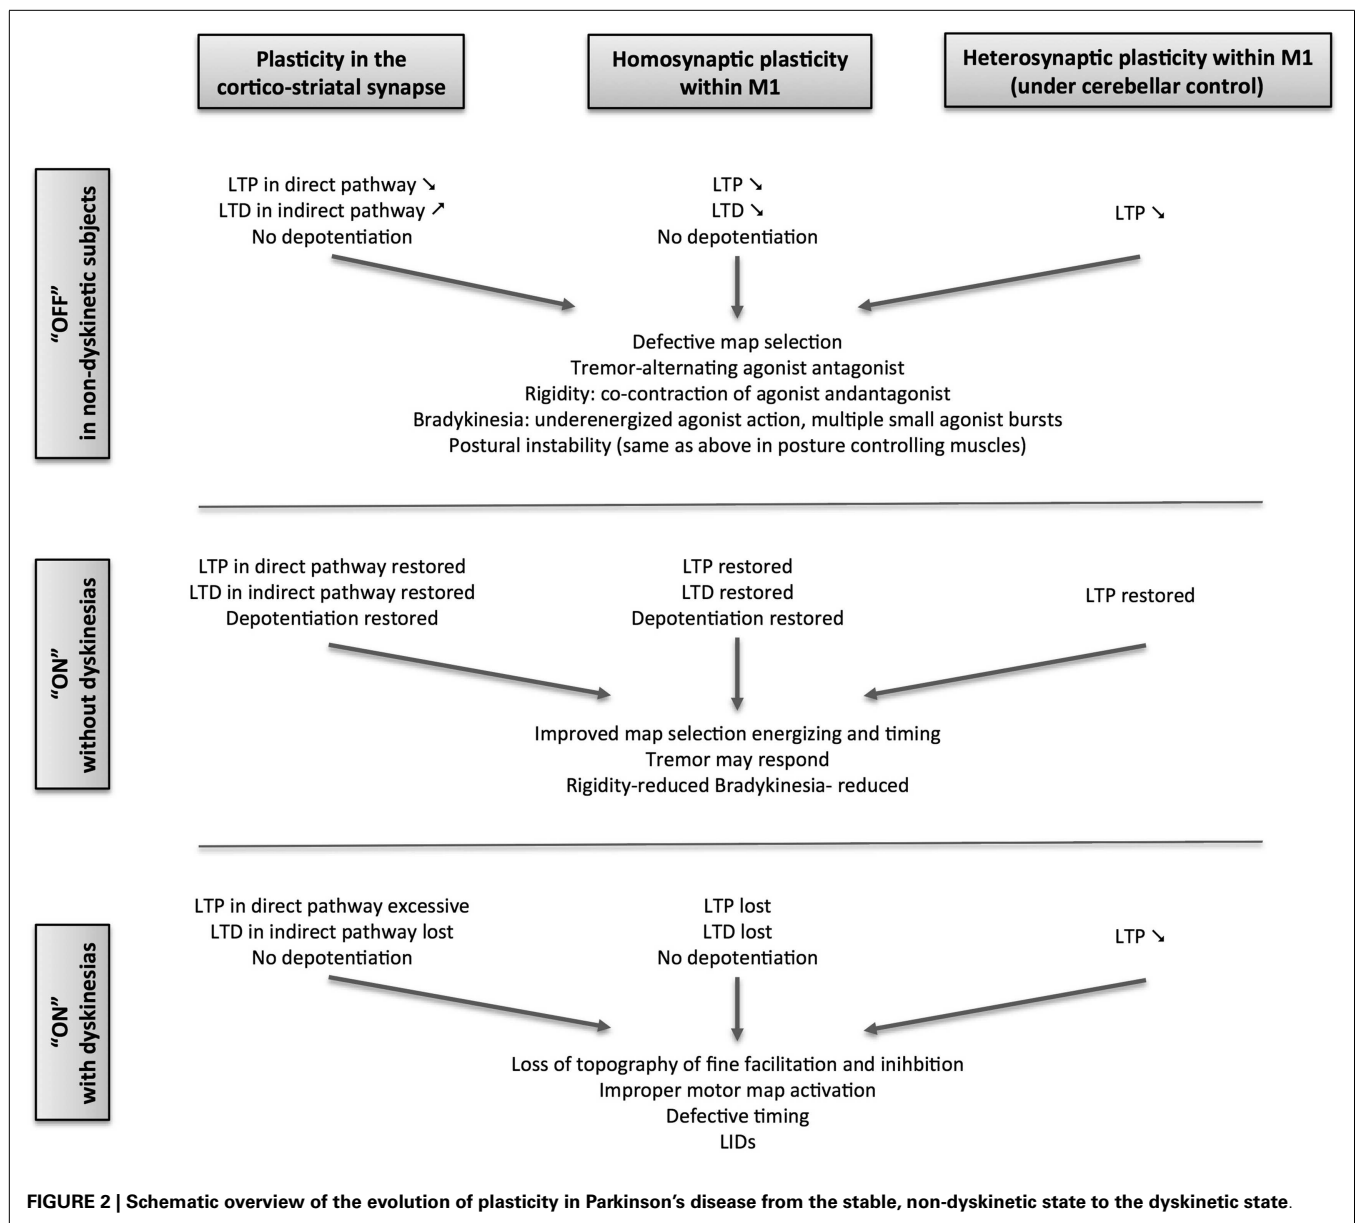 Plasticity in the
cortico-striatal synapse
Homosynaptic plasticity
within M1
Heterosynaptic plasticity within M1
(under cerebellar control)
“OFF”
in non-dyskinetic subjects
LTP in direct pathway ↘
LTD in indirect pathway ↗
No depotentiation
LTP ↘
LTD ↘
No depotentiation
LTP ↘
Defective map selection
Tremor-alternating agonist antagonist
Rigidity: co-contraction of agonist andantagonist
Bradykinesia: underenergized agonist action, multiple small agonist bursts
Postural instability (same as above in posture controlling muscles)
“ON”
without dyskinesias
LTP in direct pathway restored
LTD in indirect pathway restored
Depotentiation restored
LTP restored
LTD restored
Depotentiation restored
LTP restored
Improved map selection energizing and timing
Tremor may respond
Rigidity-reduced Bradykinesia- reduced
“ON”
with dyskinesias
LTP in direct pathway excessive
LTD in indirect pathway lost
No depotentiation
LTP lost
LTD lost
No depotentiation
LTP ↘
Loss of topography of fine facilitation and inihbition
Improper motor map activation
Defective timing
LIDs
FIGURE 2 | Schematic overview of the evolution of plasticity in Parkinson’s disease from the stable, non-dyskinetic state to the dyskinetic state.